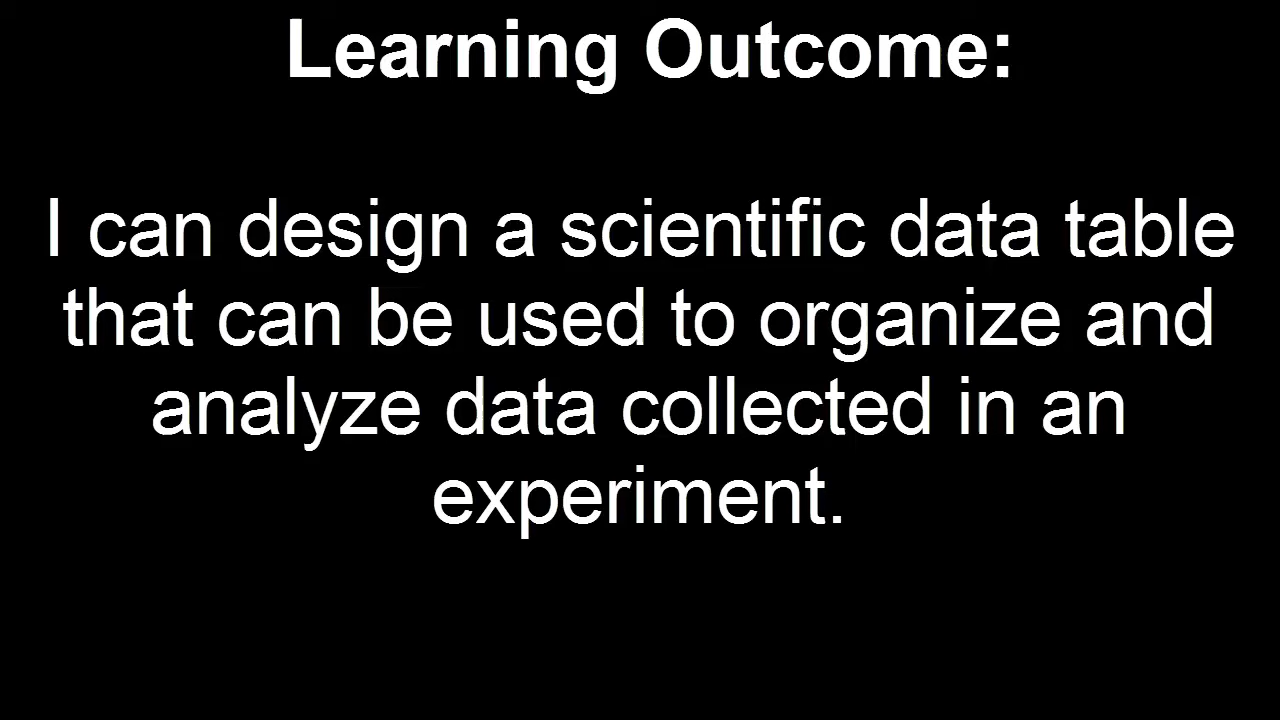 Learning Outcome:
I can design a scientific data table
that can be used to organize and
analyze data collected in an
experiment.